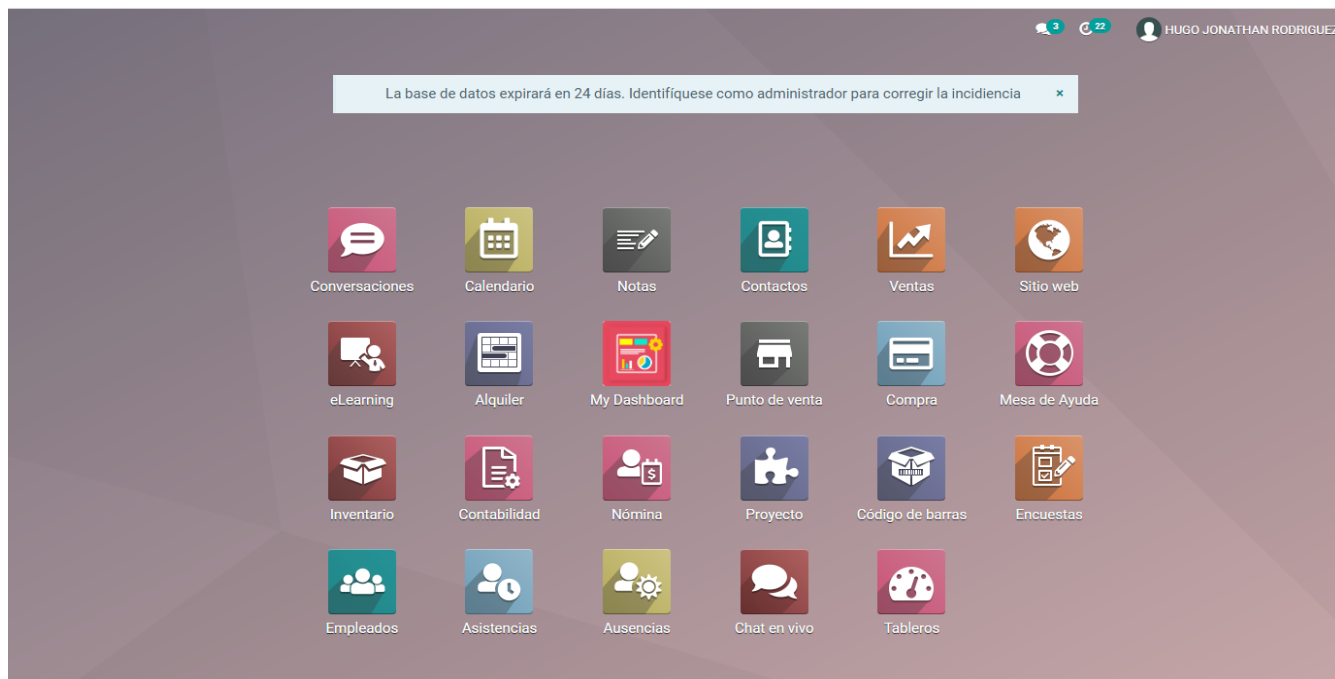 3 22 HUGO JONATHAN RODRIGUEZ
La base de datos expirará en 24 días. Identifíquese como administrador para corregir la incidiencia ×
Conversaciones Calendario Notas Contactos Ventas Sitio web
eLearning Alquiler My Dashboard Punto de venta Compra Mesa de Ayuda
Inventario Contabilidad Nómina Proyecto Código de barras Encuestas
Empleados Asistencias Ausencias Chat en vivo Tableros